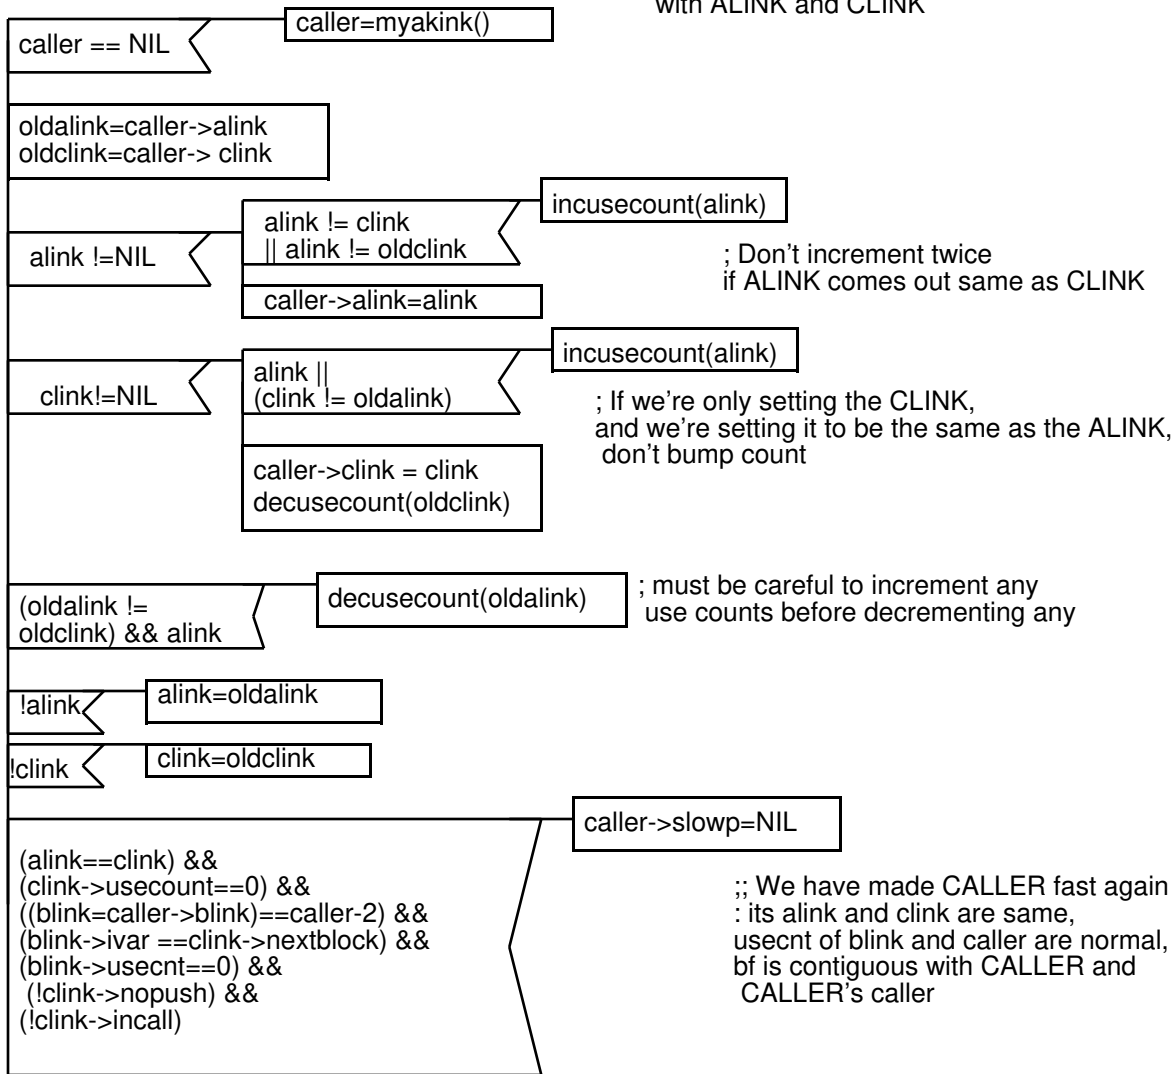 with ALINK and CLINK
caller == NIL
caller=myakink()
oldalink=caller->alink
oldclink=caller-> clink
alink !=NIL
alink != clink
|| alink != oldclink
incusecount(alink)
; Don't increment twice
if ALINK comes out same as CLINK
caller->alink=alink
clink!=NIL
alink ||
(clink != oldalink)
incusecount(alink)
; If we're only setting the CLINK,
and we're setting it to be the same as the ALINK,
don't bump count
caller->clink = clink
decusecount(oldclink)
(oldalink !=
oldclink) && alink
decusecount(oldalink)
; must be careful to increment any
use counts before decrementing any
!alink
alink=oldalink
!clink
clink=oldclink
caller->slowp=NIL
(alink==clink) &&
(clink->usecount==0) &&
((blink=caller->blink)==caller-2) &&
(blink->ivar ==clink->nextblock) &&
(blink->usecnt==0) &&
(!clink->nopush) &&
(!clink->incall)
;; We have made CALLER fast again
: its alink and clink are same,
usecnt of blink and caller are normal,
bf is contiguous with CALLER and
CALLER's caller